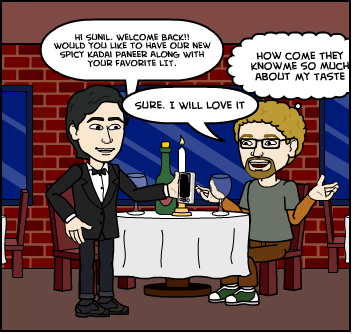 HI SUNIL. WELCOME BACK!!
WOULD YOU LIKE TO HAVE OUR NEW
SPICY KADAI PANEER ALONG WITH
YOUR FAVORITE LIT.
SURE. I WILL LOVE IT
HOW COME THEY
KNOWME SO MUCH
ABOUT MY TASTE